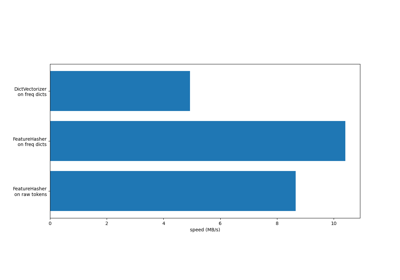 DictVectorizer
on freq dicts
FeatureHasher
on freq dicts
FeatureHasher
on raw tokens
0 2 4 6 8 10
speed (MB/s)